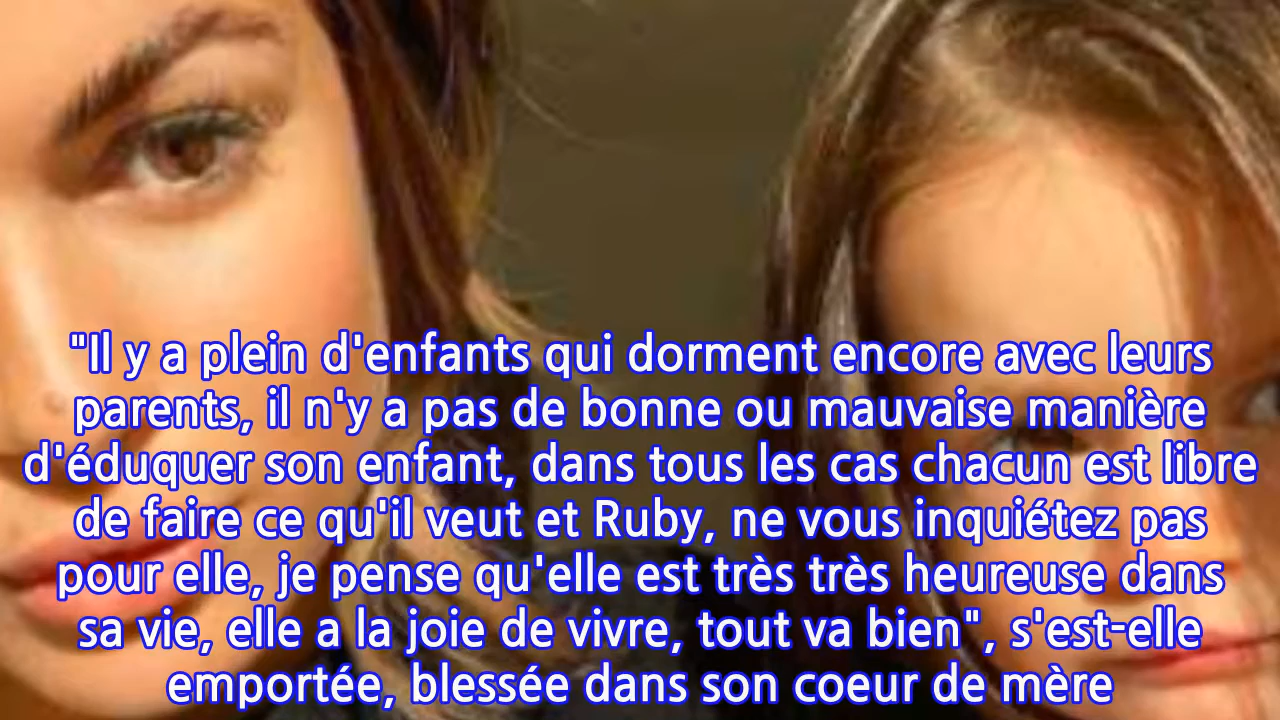 "Il y a plein d'enfants qui dorment encore avec leurs
parents, il n'y a pas de bonne ou mauvaise manière
d'éduquer son enfant, dans tous les cas chacun est libre
de faire ce qu'il veut et Ruby, ne vous inquiétez pas
pour elle, je pense qu'elle est très très heureuse dans
sa vie, elle a la joie de vivre, tout va bien", s'est-elle
emportée, blessée dans son coeur de mère